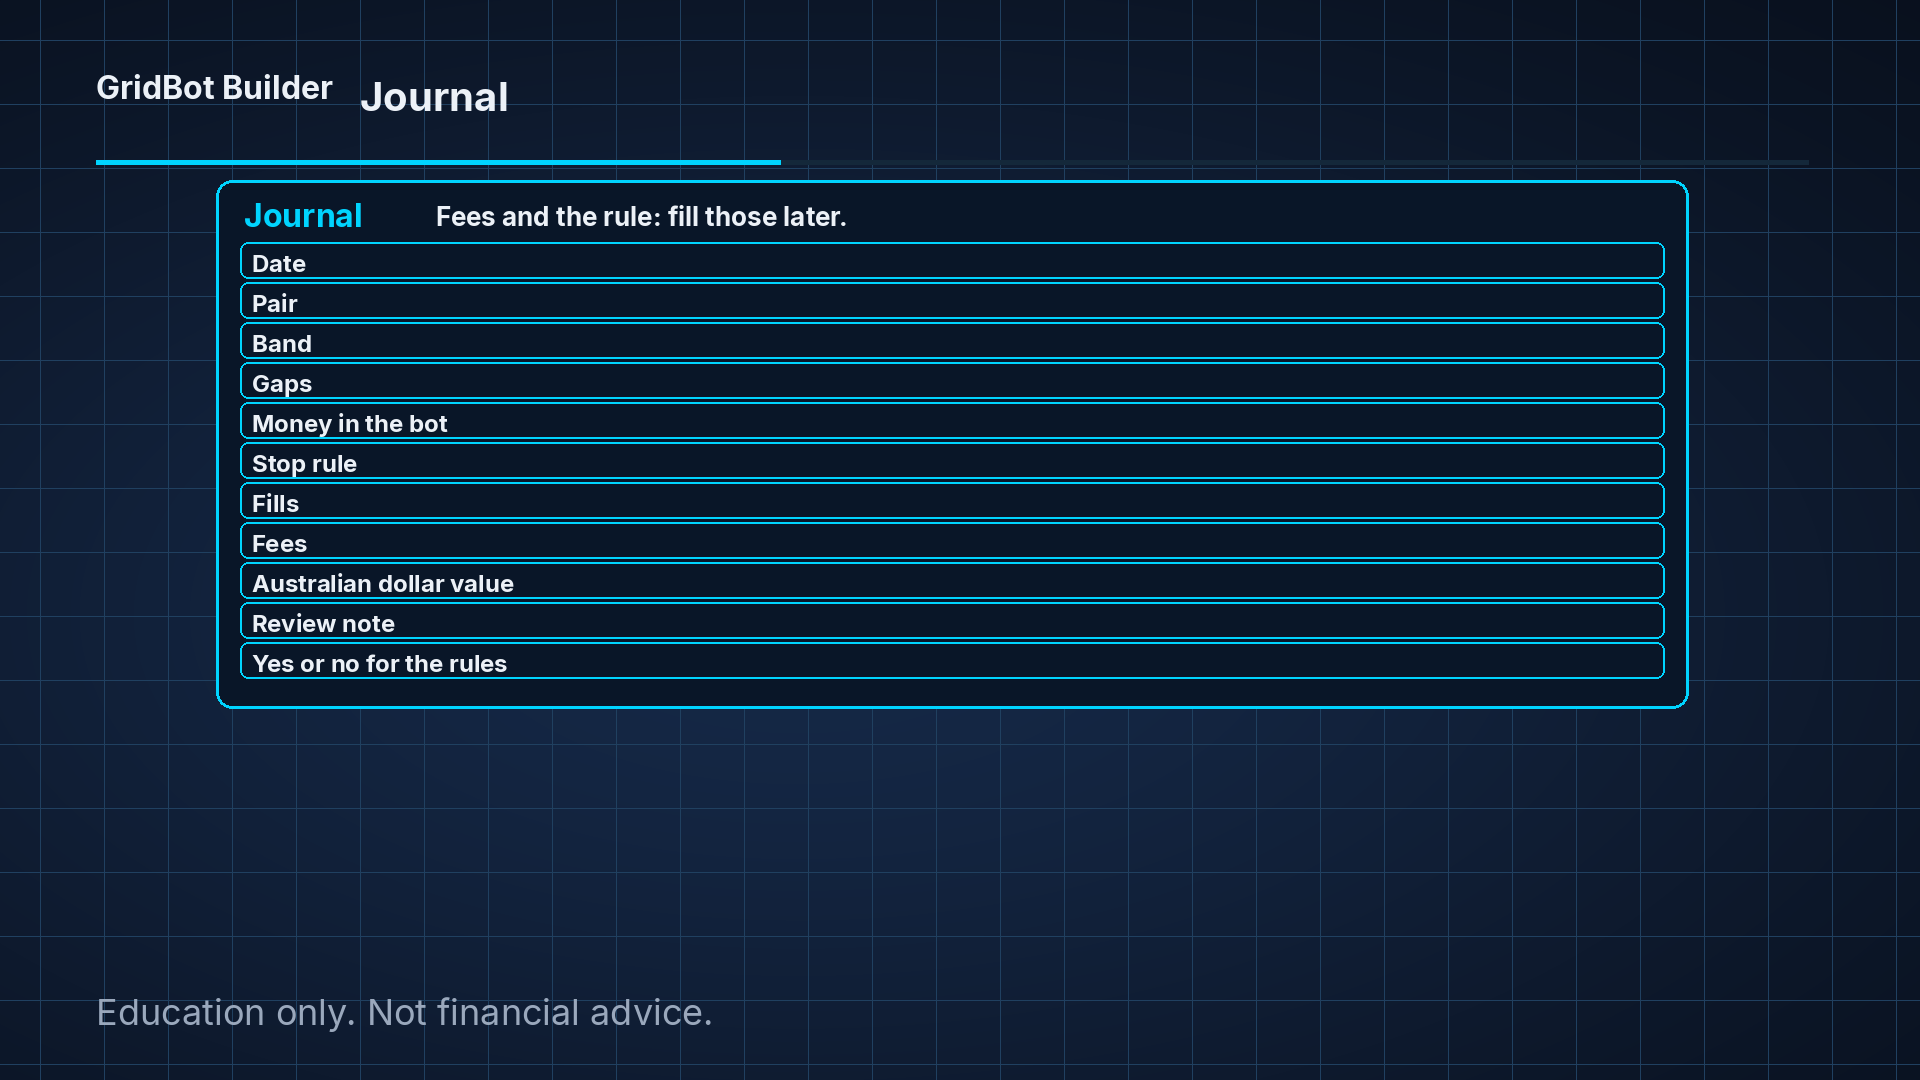 GridBot Builder
Journal
Journal
Fees and the rule: fill those later.
Date
Pair
Band
Gaps
Money in the bot
Stop rule
Fills
Fees
Australian dollar value
Review note
Yes or no for the rules
Education only. Not financial advice.